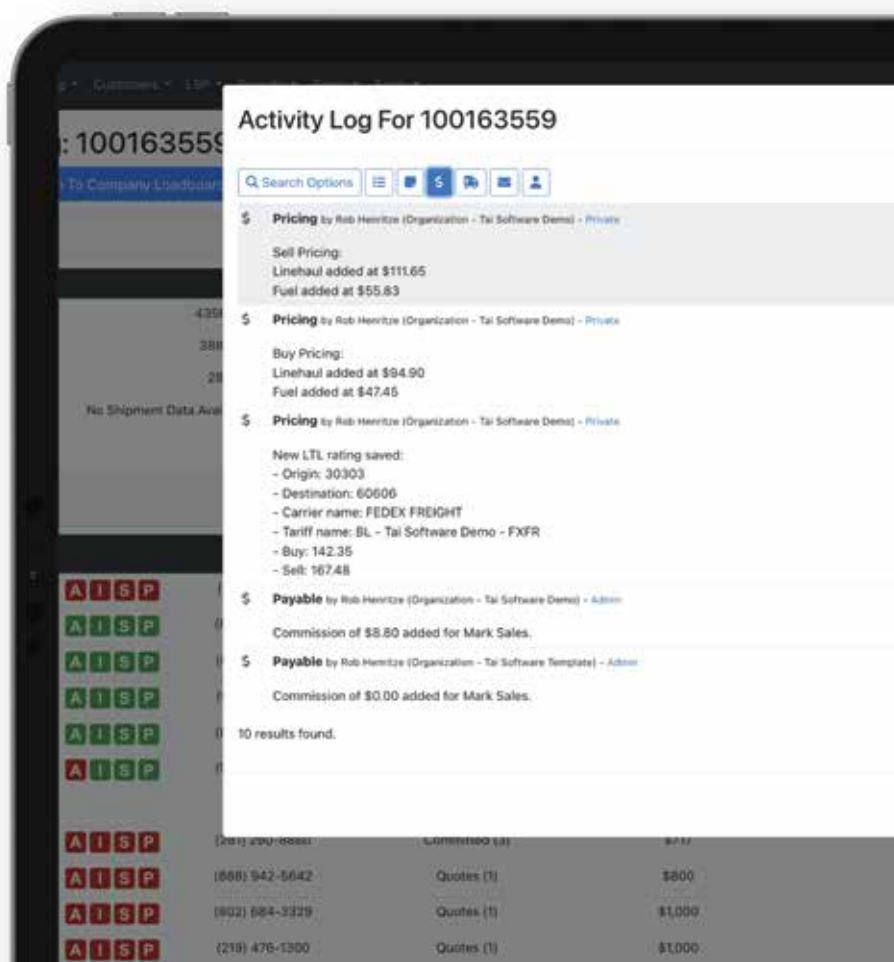 Customers
LSP
: 100163559
To Company Loadboard
No Shipment Data Avai
Activity Log For 100163559
Search Options
$ Pricing by Rob Henritze (Organization - Tai Software Demo) - Private
Sell Pricing:
Linehaul added at $111.65
Fuel added at $55.83
$ Pricing by Rob Henritze (Organization - Tai Software Demo) - Private
Buy Pricing:
Linehaul added at $94.90
Fuel added at $47.45
$ Pricing by Rob Henritze (Organization - Tai Software Demo) - Private
New LTL rating saved:
- Origin: 30303
- Destination: 60606
- Carrier name: FEDEX FREIGHT
- Tariff name: BL - Tai Software Demo - FXFR
- Buy: 142.35
- Sell: 167.48
$ Payable by Rob Henritze (Organization - Tai Software Demo) - Admin
Commission of $8.80 added for Mark Sales.
$ Payable by Rob Henritze (Organization - Tai Software Template) - Admin
Commission of $0.00 added for Mark Sales.
10 results found.
A I S P
A I S P
A I S P
A I S P
A I S P
A I S P
A I S P
A I S P (888) 942-5642 Quotes (1) $800
A I S P (602) 684-3329 Quotes (1) $1,000
A I S P (219) 476-1300 Quotes (1) $1,000